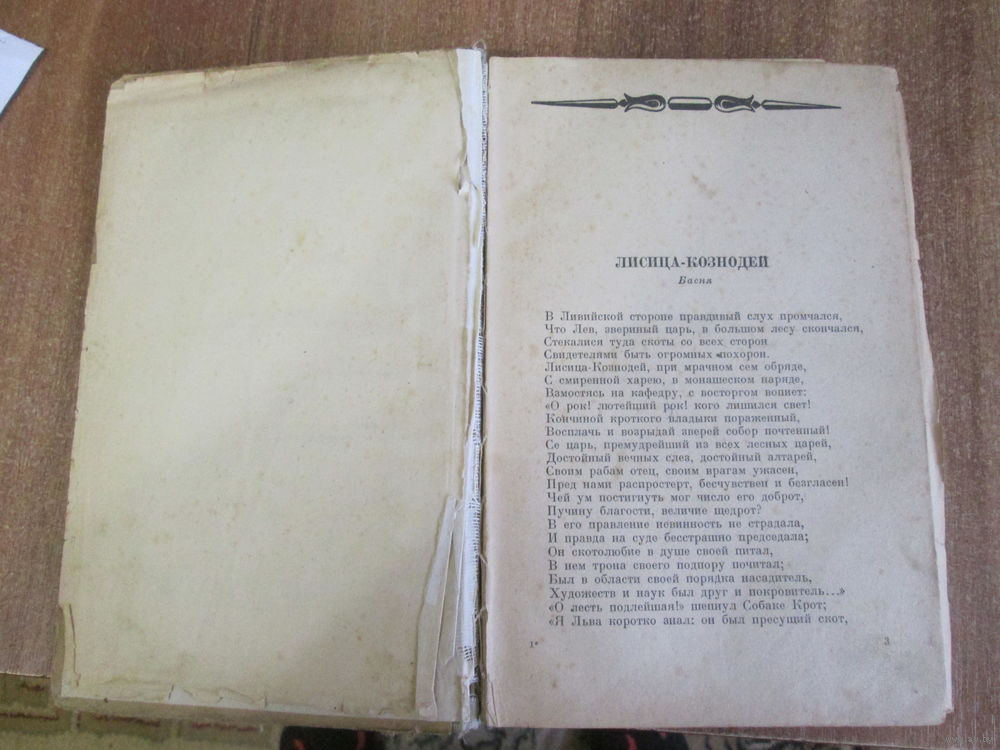 ЛИСИЦА-КОЗНОДЕЙ
Басня
В Ливийской стороне правдивый слух промчался,
Что Лев, звериный царь, в большом лесу скончался,
Стекалися туда скоты со всех сторон
Свидетелями быть огромных похорон.
Лисица-Кознодей, при мрачном сем обряде,
С смиренной харею, в монашеском наряде,
Взмостясь на кафедру, с восторгом вопиет:
«О рок! лютейший рок! кого лишился свет!
Кончиной кроткого владыки пораженный,
Восплачь и возрыдай зверей собор почтенный!
Се царь, премудрейший из всех лесных царей,
Достойный вечных слез, достойный алтарей,
Своим рабам отец, своим врагам ужасен,
Пред нами распростерт, бесчувствен и безгласен!
Чей ум постигнуть мог число его доброт,
Пучину благости, величие щедрот?
В его правление невинность не страдала,
И правда на суде бесстрашно председала;
Он скотолюбие в душе своей питал,
В нем трона своего подпору почитал;
Был в области своей порядка насадитель,
Художеств и наук был друг и покровитель...»
«О лесть подлейшая!» шепнул Собаке Крот;
«Я Льва коротко знал: он был пресущий скот,
1*
3